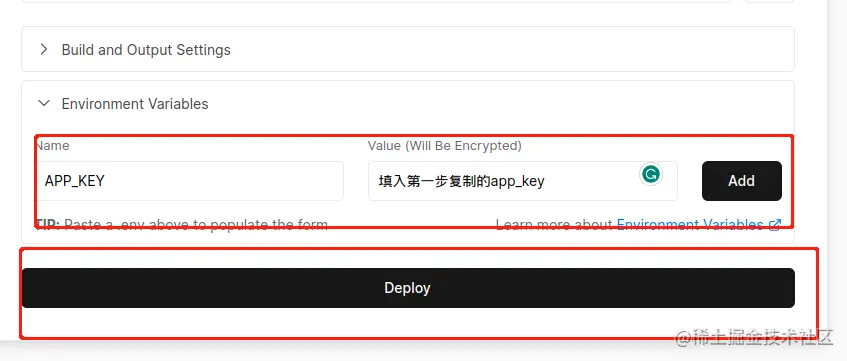 Build and Output Settings
Environment Variables
Name Value (Will Be Encrypted)
APP_KEY 填入第一步复制的app_key Add
TIP: Paste a .env above to populate the form Learn more about Environment Variables
Deploy
@稀土掘金技术社区